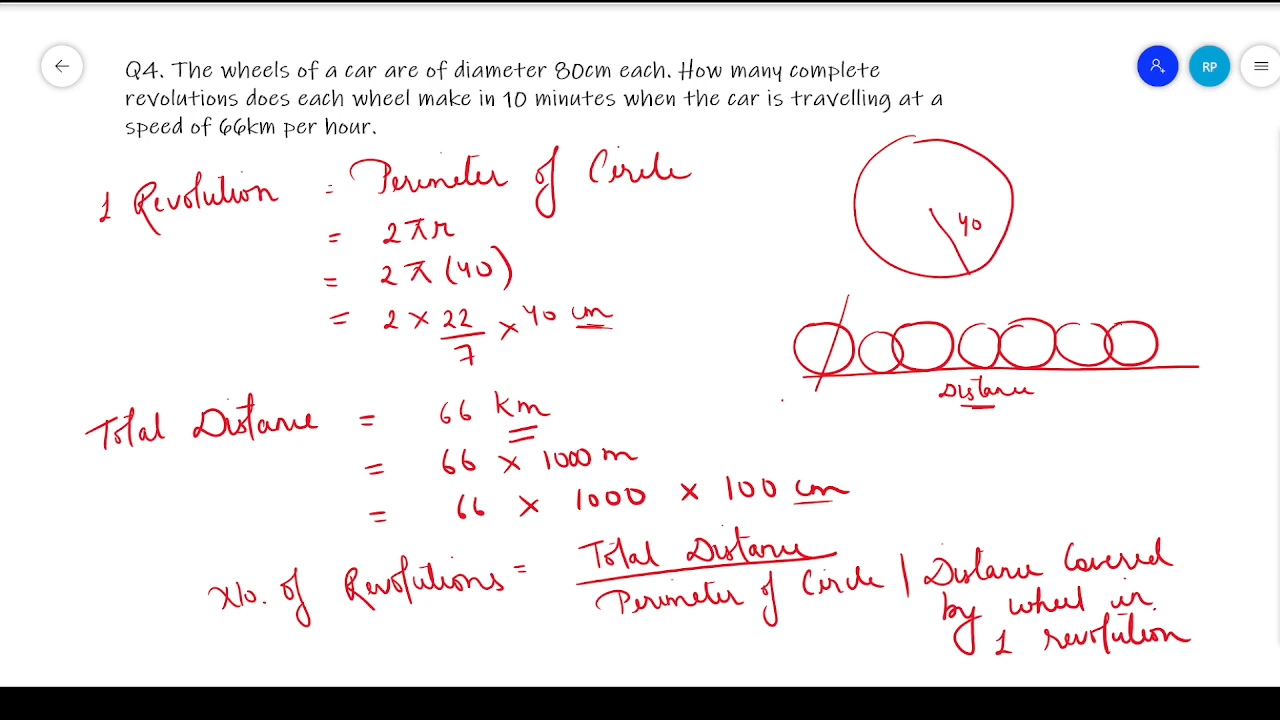 Q4. The wheels of a car are of diameter 80cm each. How many complete
RP
revolutions does each wheel make in 10 minutes when the car is travelling at a
speed of 66km per hour.
1 Revolution = Perimeter of Circle
= 2πr
= 2π(40)
= 2 × 22/7 × 40 cm
40
Distance
Total Distance = 66 km
= 66 × 1000 m
= 66 × 1000 × 100 cm
No. of Revolutions = Total Distance
Perimeter of Circle / Distance Covered
by wheel in
1 revolution